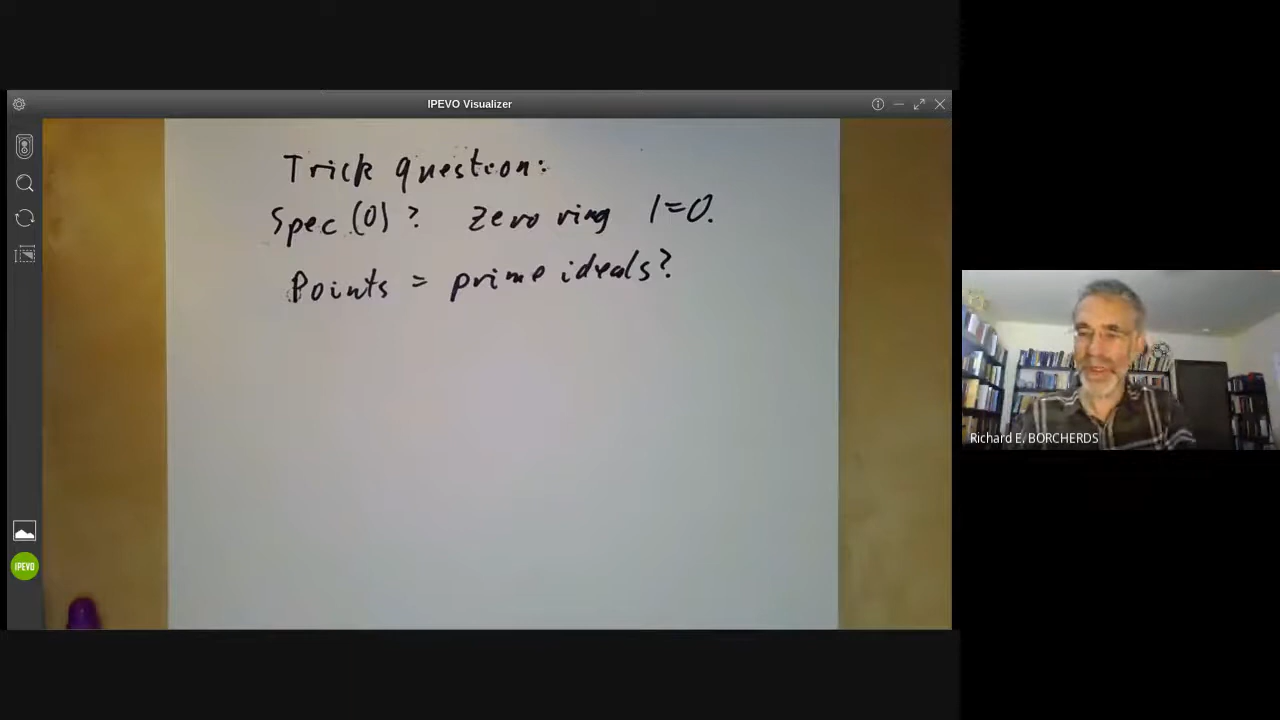 IPEVO Visualizer
Trick question:
Spec (0) ? Zero ring 1=0.
Points = prime ideals?
Richard E. BORCHERDS
IPEVO